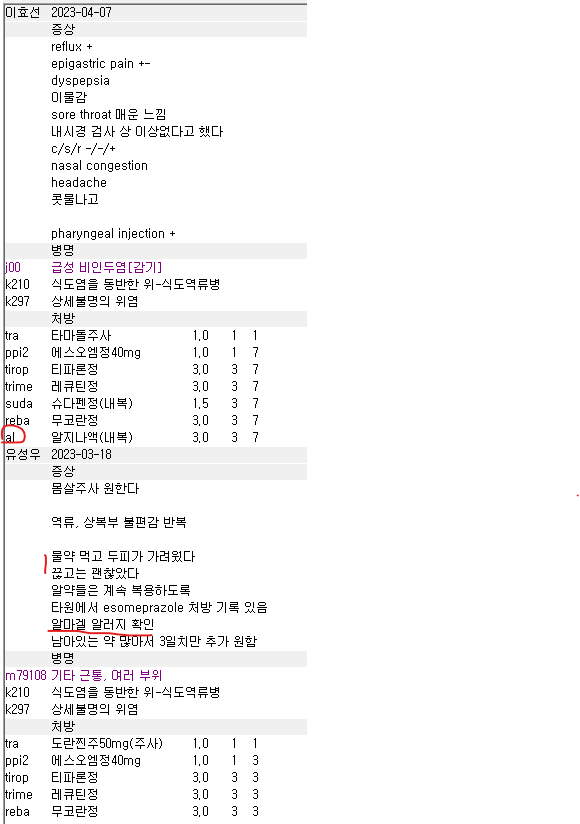 이효선 2023-04-07
증상
reflux +
epigastric pain +-
dyspepsia
이물감
sore throat 매운 느낌
내시경 검사 상 이상없다고 했다
c/s/r -/-/+
nasal congestion
headache
콧물나고
pharyngeal injection +
병명
j00 급성 비인두염[감기]
k210 식도염을 동반한 위-식도역류병
k297 상세불명의 위염
처방
tra 타마돌주사 1.0 1 1
ppi2 에스오엠정40mg 1.0 1 7
tirop 티파론정 3.0 3 7
trime 레큐틴정 3.0 3 7
suda 슈다펜정(내복) 1.5 3 7
reba 무코란정 3.0 3 7
al 알지나액(내복) 3.0 3 7
유성우 2023-03-18
증상
몸살주사 원한다
역류, 상복부 불편감 반복
물약 먹고 두피가 가려웠다
끊고는 괜찮았다
알약들은 계속 복용하도록
타원에서 esomeprazole 처방 기록 있음
알마겔 알러지 확인
남아있는 약 많아서 3일치만 추가 원함
병명
m79108 기타 근통, 여러 부위
k210 식도염을 동반한 위-식도역류병
k297 상세불명의 위염
처방
tra 도란찐주50mg(주사) 1.0 1 1
ppi2 에스오엠정40mg 1.0 1 3
tirop 티파론정 3.0 3 3
trime 레큐틴정 3.0 3 3
reba 무코란정 3.0 3 3